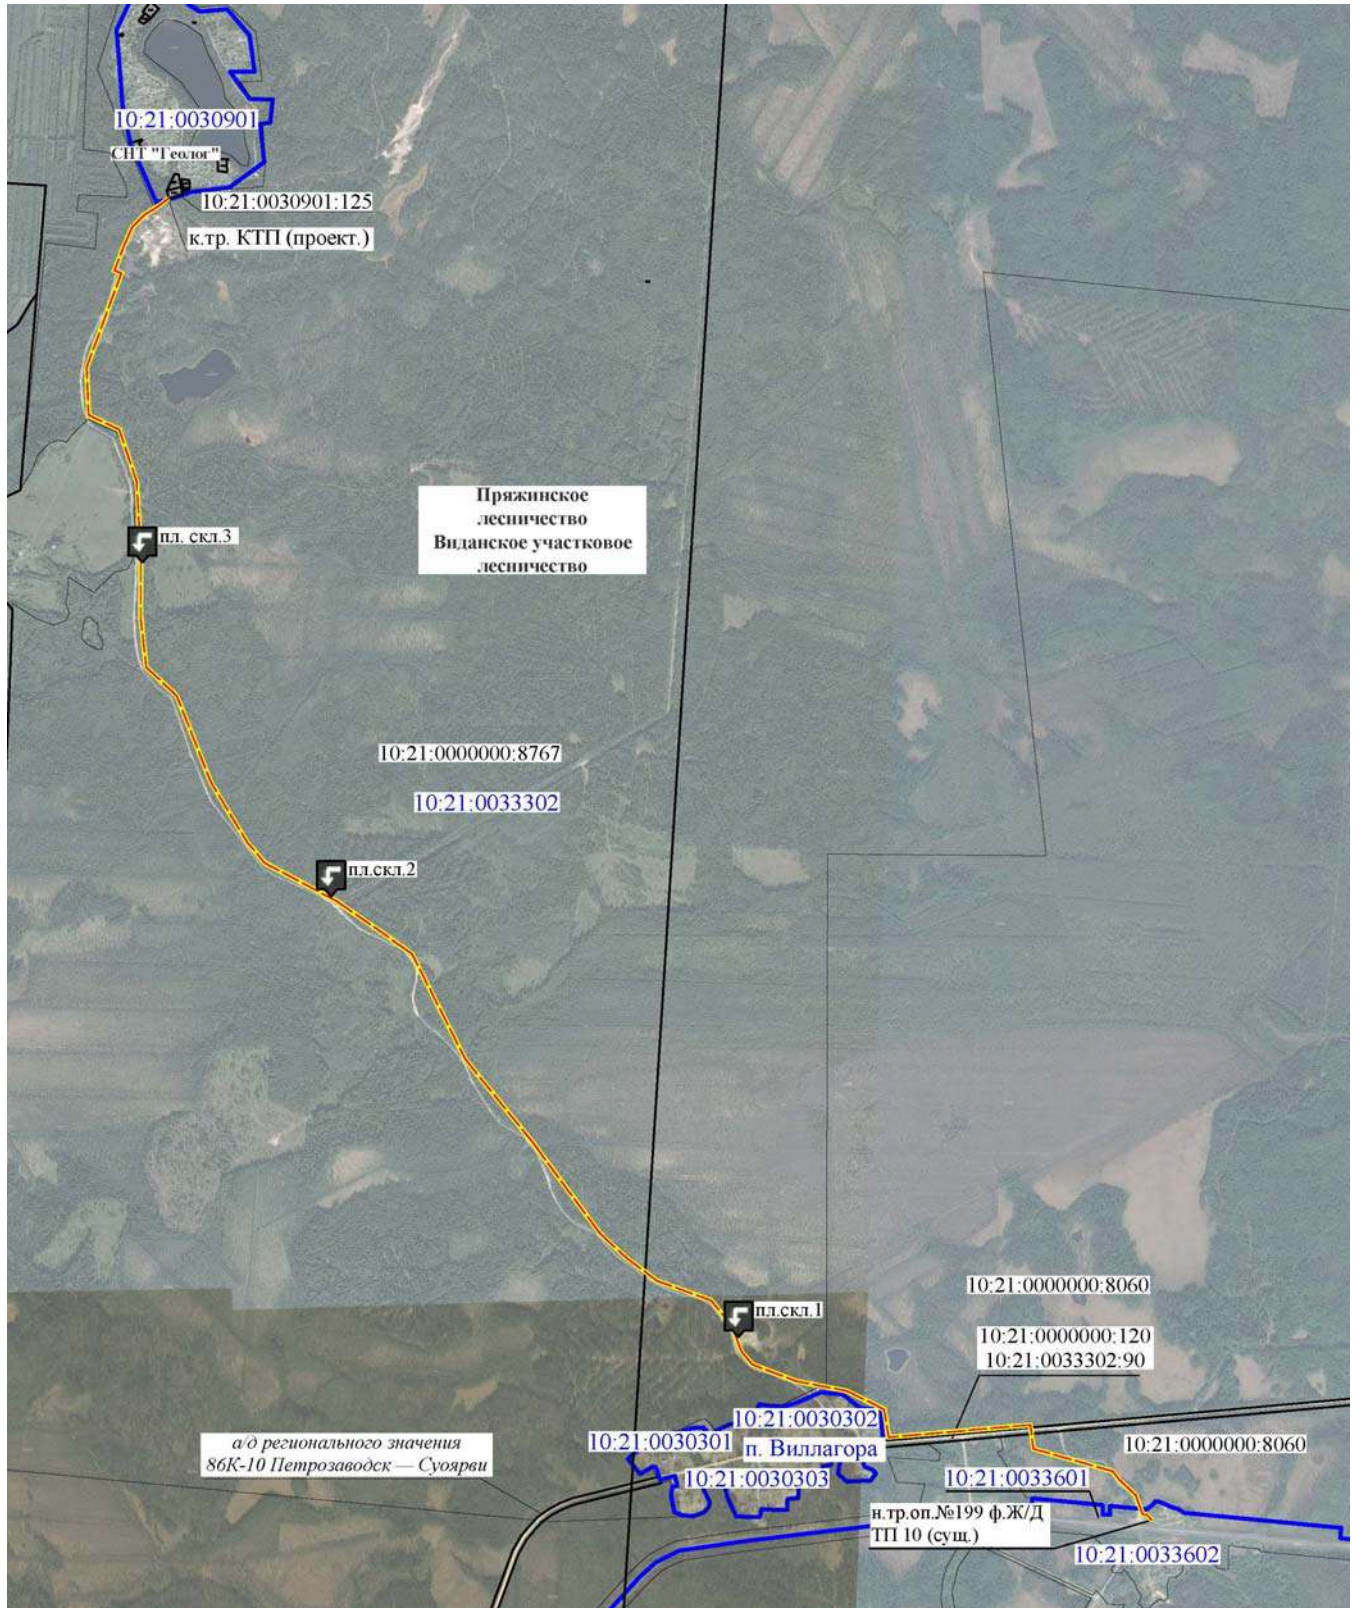 10:21:0030901
СНТ "Геолог"
10:21:0030901:125
к.тр. КТП (проект.)
Пряжинское
лесничество
Виданское участковое
лесничество
пл. скл.3
10:21:0000000:8767
10:21:0033302
пл.скл.2
10:21:0000000:8060
пл.скл.1
10:21:0000000:120
10:21:0033302:90
10:21:0030302
10:21:0030301
п. Виллагора
10:21:0030303
а/д регионального значения
86К-10 Петрозаводск — Суоярви
10:21:0000000:8060
10:21:0033601
н.тр.оп.№199 ф.Ж/Д
ТП 10 (сущ.)
10:21:0033602